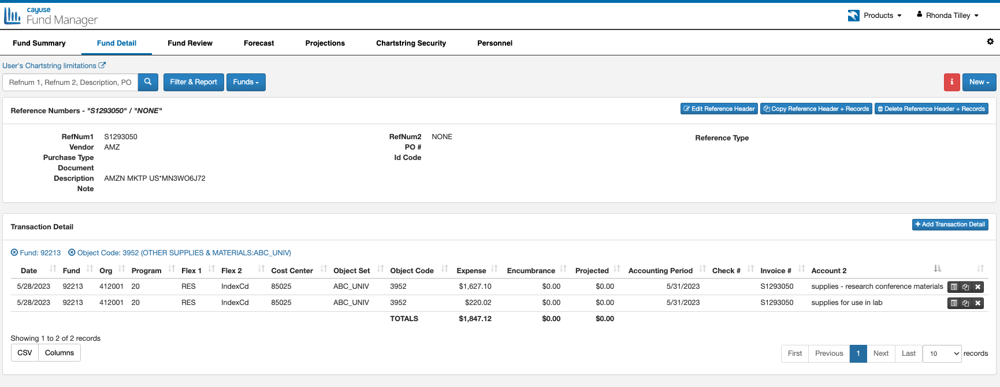 cayuse
Fund Manager
Products
Rhonda Tilley
Fund Summary Fund Detail Fund Review Forecast Projections Chartstring Security Personnel
User's Chartstring limitations
Refnum 1, Refnum 2, Description, PO Filter & Report Funds i New
Reference Numbers - "S1293050" / "NONE" Edit Reference Header Copy Reference Header + Records Delete Reference Header + Records
RefNum1 S1293050 RefNum2 NONE Reference Type
Vendor AMZ PO #
Purchase Type Id Code
Document
Description AMZN MKTP US*MN3WO6J72
Note
Transaction Detail + Add Transaction Detail
Fund: 92213 Object Code: 3952 (OTHER SUPPLIES & MATERIALS:ABC_UNIV)
Date Fund Org Program Flex 1 Flex 2 Cost Center Object Set Object Code Expense Encumbrance Projected Accounting Period Check # Invoice # Account 2
5/28/2023 92213 412001 20 RES IndexCd 85025 ABC_UNIV 3952 $1,627.10 $0.00 $0.00 5/31/2023 S1293050 supplies - research conference materials
5/28/2023 92213 412001 20 RES IndexCd 85025 ABC_UNIV 3952 $220.02 $0.00 $0.00 5/31/2023 S1293050 supplies for use in lab
TOTALS $1,847.12 $0.00 $0.00
Showing 1 to 2 of 2 records
CSV Columns First Previous 1 Next Last 10 records